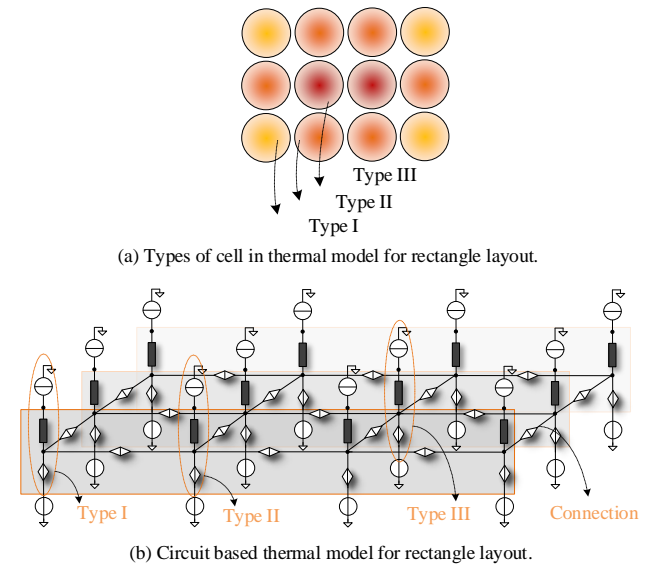 Type III
Type II
Type I
(a) Types of cell in thermal model for rectangle layout.
Type I
Type II
Type III
Connection
(b) Circuit based thermal model for rectangle layout.